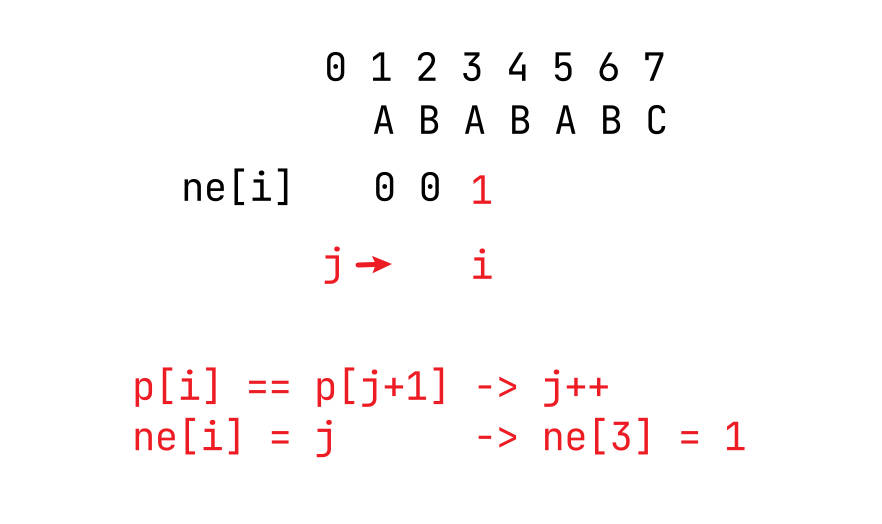 0 1 2 3 4 5 6 7
A B A B A B C
ne[i] 0 0 1
j → i
p[i] == p[j+1] -> j++
ne[i] = j -> ne[3] = 1